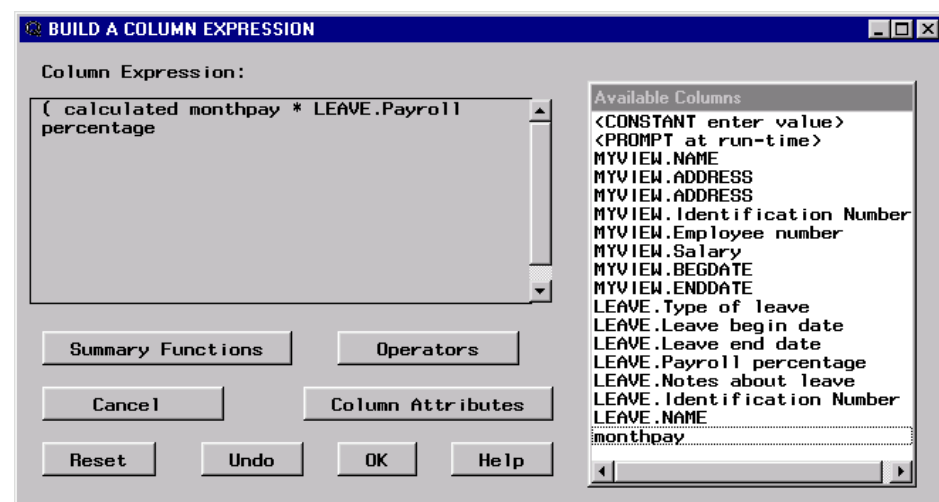 BUILD A COLUMN EXPRESSION
Column Expression:
( calculated monthpay * LEAVE.Payroll
percentage
Available Columns
<CONSTANT enter value>
<PROMPT at run-time>
MYVIEW.NAME
MYVIEW.ADDRESS
MYVIEW.ADDRESS
MYVIEW.Identification Number
MYVIEW.Employee number
MYVIEW.Salary
MYVIEW.BEGDATE
MYVIEW.ENDDATE
LEAVE.Type of leave
LEAVE.Leave begin date
LEAVE.Leave end date
LEAVE.Payroll percentage
LEAVE.Notes about leave
LEAVE.Identification Number
LEAVE.NAME
monthpay
Summary Functions Operators
Cancel Column Attributes
Reset Undo OK Help